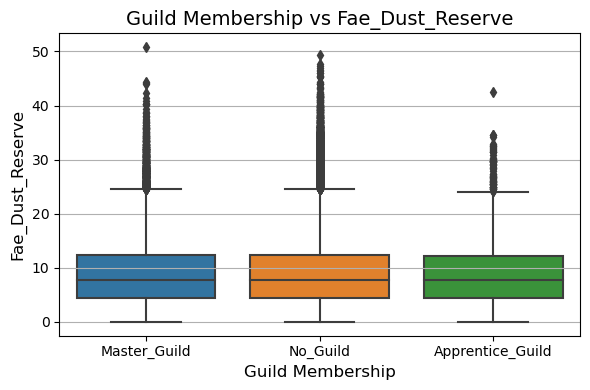 Guild Membership vs Fae_Dust_Reserve
Fae_Dust_Reserve
50
40
30
20
10
0
Master_Guild
No_Guild
Apprentice_Guild
Guild Membership